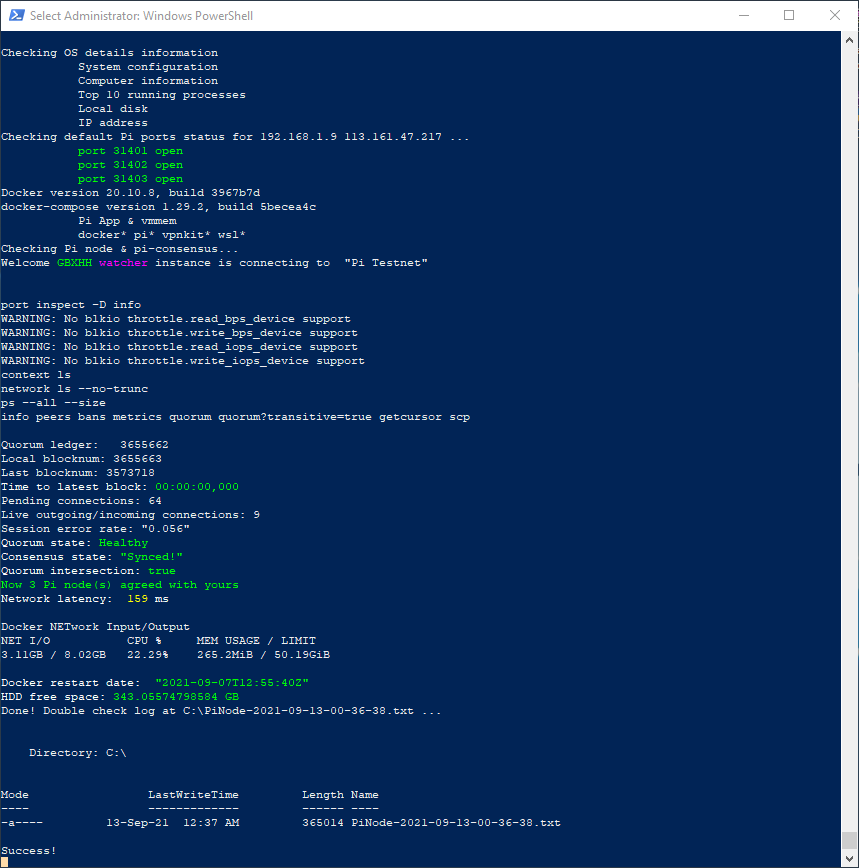 Select Administrator: Windows PowerShell
Checking OS details information
System configuration
Computer information
Top 10 running processes
Local disk
IP address
Checking default Pi ports status for 192.168.1.9 113.161.47.217 ...
port 31401 open
port 31402 open
port 31403 open
Docker version 20.10.8, build 3967b7d
docker-compose version 1.29.2, build 5becea4c
Pi App & vmmem
docker* pi* vpnkit* wsl*
Checking Pi node & pi-consensus...
Welcome GBXHH watcher instance is connecting to  "Pi Testnet"
port inspect -D info
WARNING: No blkio throttle.read_bps_device support
WARNING: No blkio throttle.write_bps_device support
WARNING: No blkio throttle.read_iops_device support
WARNING: No blkio throttle.write_iops_device support
context ls
network ls --no-trunc
ps --all --size
info peers bans metrics quorum quorum?transitive=true getcursor scp
Quorum ledger:   3655662
Local blocknum: 3655663
Last blocknum: 3573718
Time to latest block: 00:00:00,000
Pending connections: 64
Live outgoing/incoming connections: 9
Session error rate: "0.056"
Quorum state: Healthy
Consensus state: "Synced!"
Quorum intersection: true
Now 3 Pi node(s) agreed with yours
Network latency:  159 ms
Docker NETwork Input/Output
NET I/O           CPU %     MEM USAGE / LIMIT
3.11GB / 8.02GB   22.29%    265.2MiB / 50.19GiB
Docker restart date:  "2021-09-07T12:55:40Z"
HDD free space: 343.05574798584 GB
Done! Double check log at C:\PiNode-2021-09-13-00-36-38.txt ...
Directory: C:\
Mode                 LastWriteTime         Length Name
----                 -------------         ------ ----
-a----         13-Sep-21  12:37 AM         365014 PiNode-2021-09-13-00-36-38.txt
Success!